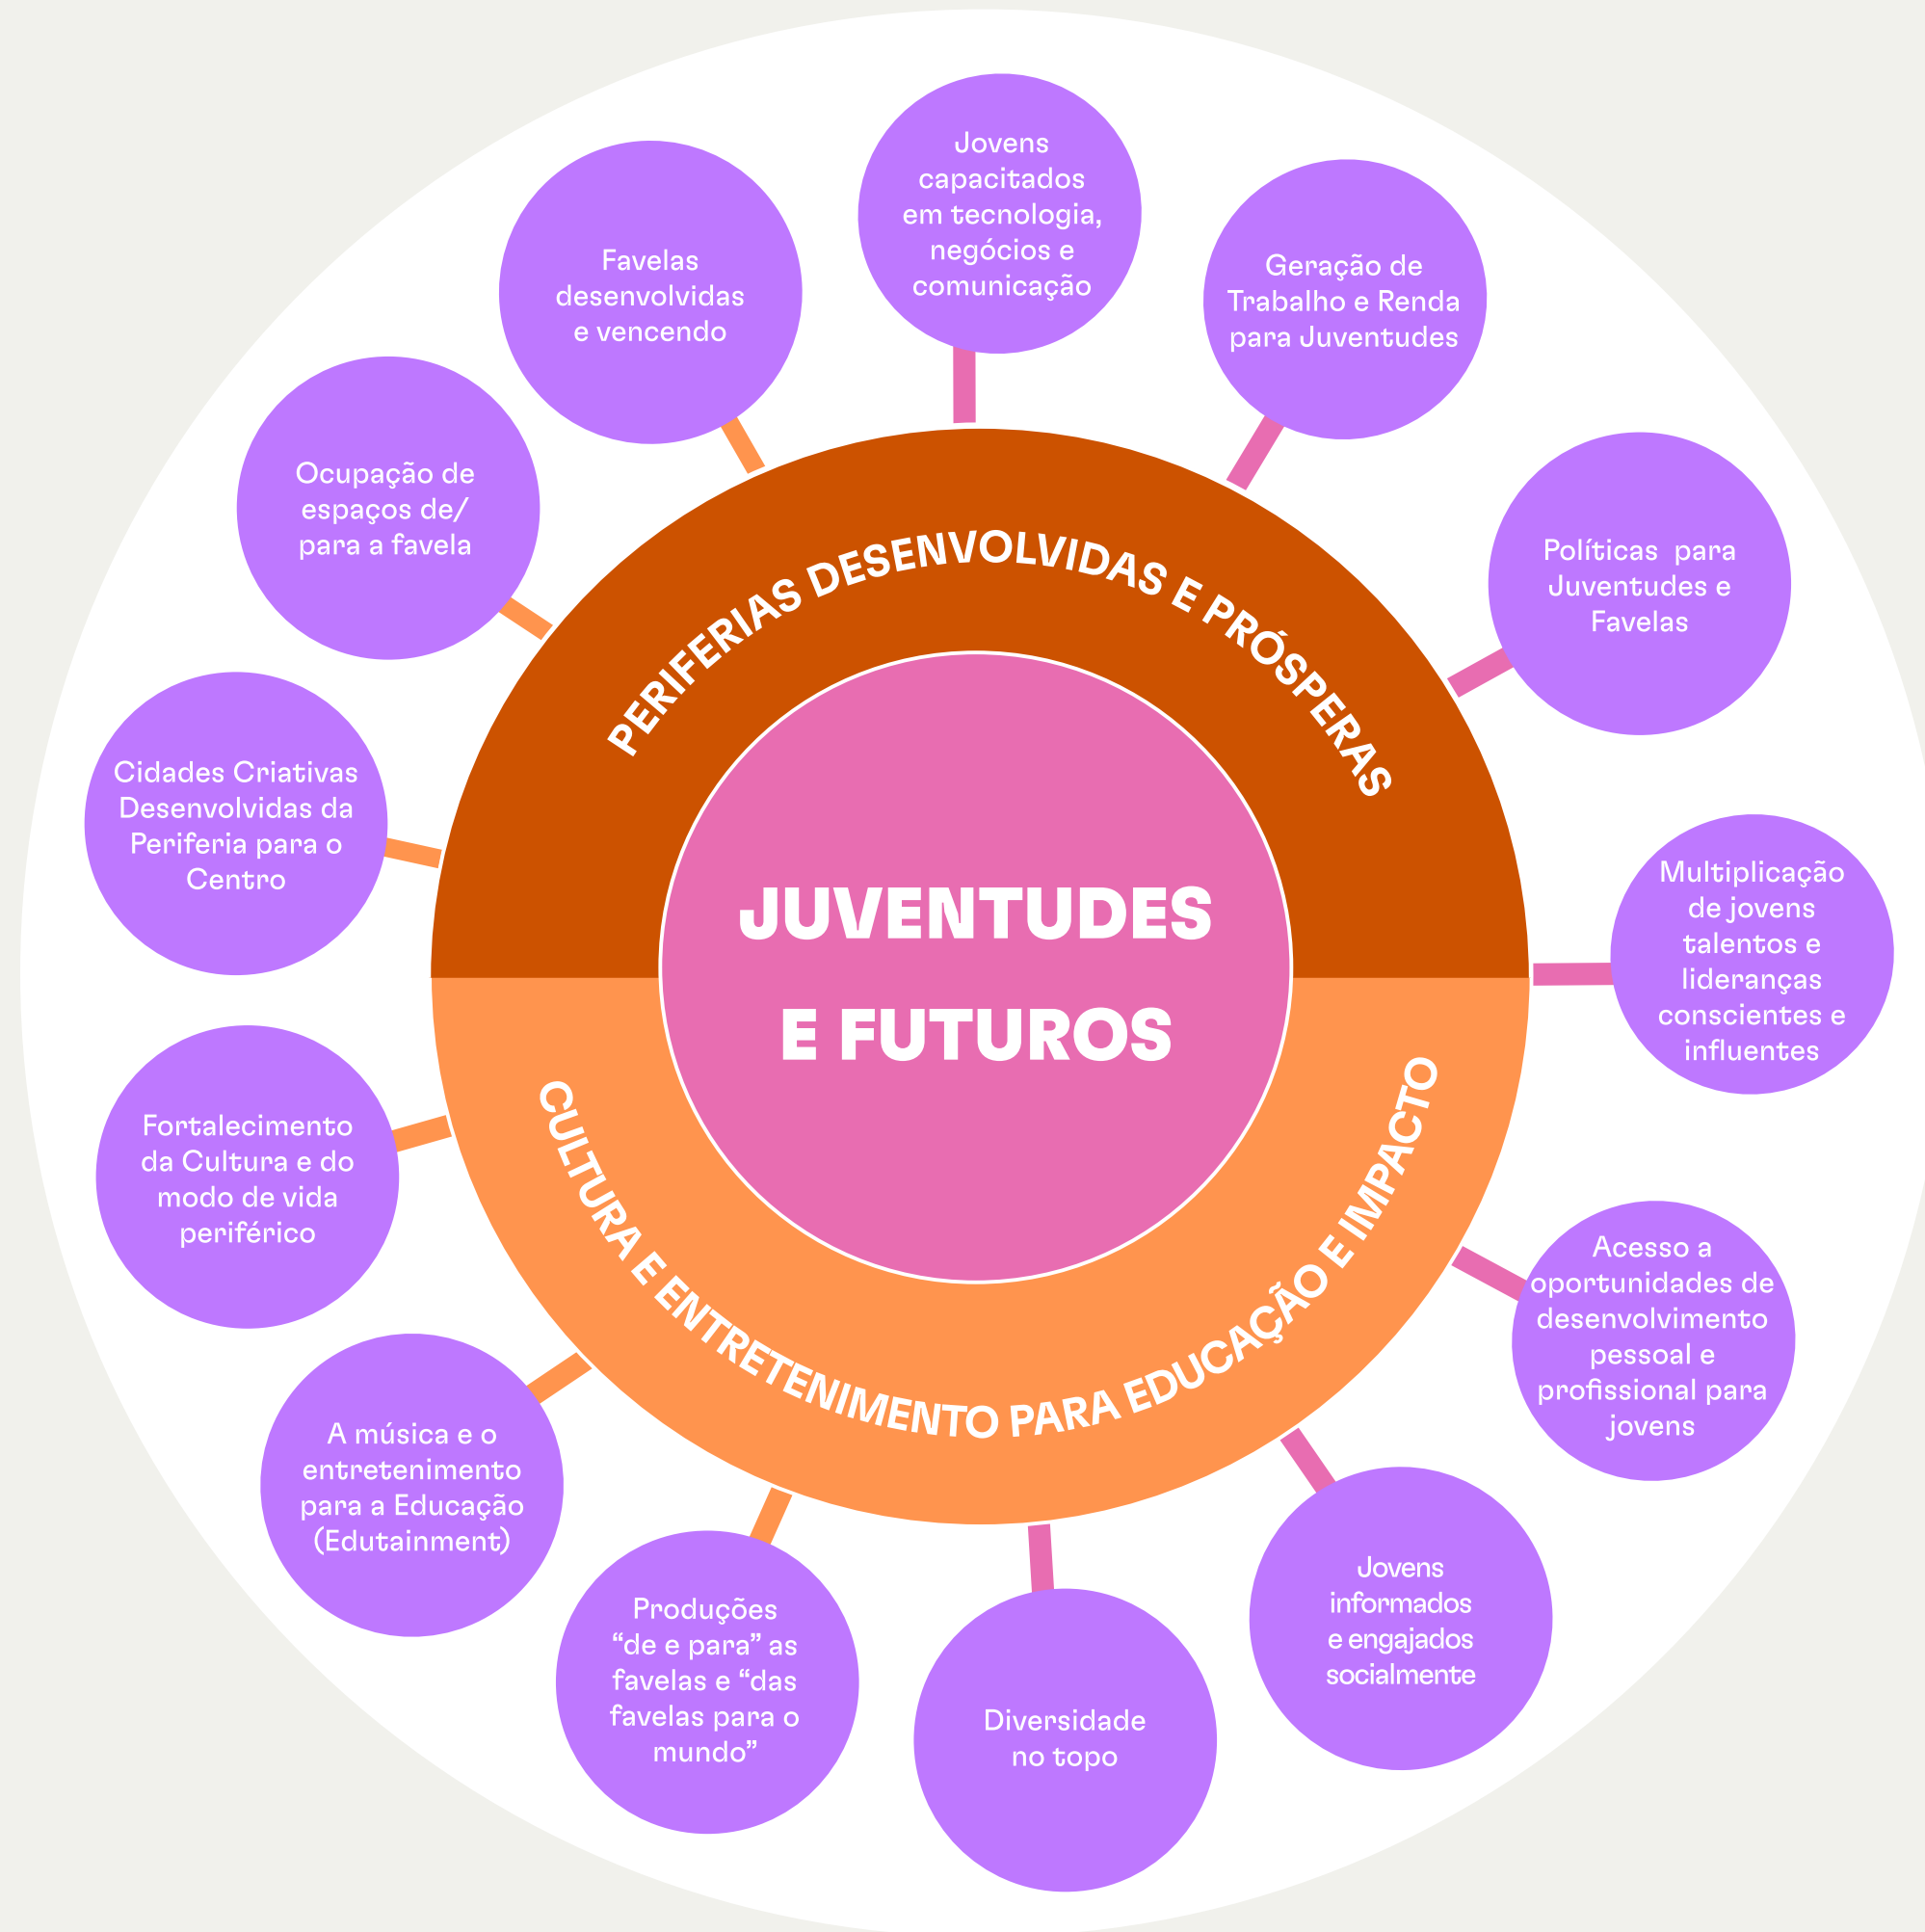 Jovens
capacitados
em tecnologia,
negócios e
comunicação
Geração de
Trabalho e Renda
para Juventudes
Políticas para
Juventudes e
Favelas
Multiplicação
de jovens
talentos e
lideranças
conscientes e
influentes
Acesso a
oportunidades de
desenvolvimento
pessoal e
profissional para
jovens
Jovens
informados
e engajados
socialmente
Diversidade
no topo
Produções
“de e para” as
favelas e “das
favelas para o
mundo”
A música e o
entretenimento
para a Educação
(Edutainment)
Fortalecimento
da Cultura e do
modo de vida
periférico
Cidades Criativas
Desenvolvidas da
Periferia para o
Centro
Ocupação de
espaços de/
para a favela
Favelas
desenvolvidas
e vencendo
PERIFERIAS DESENVOLVIDAS E PRÓSPERAS
JUVENTUDES
E FUTUROS
CULTURA E ENTRETENIMENTO PARA EDUCAÇÃO E IMPACTO